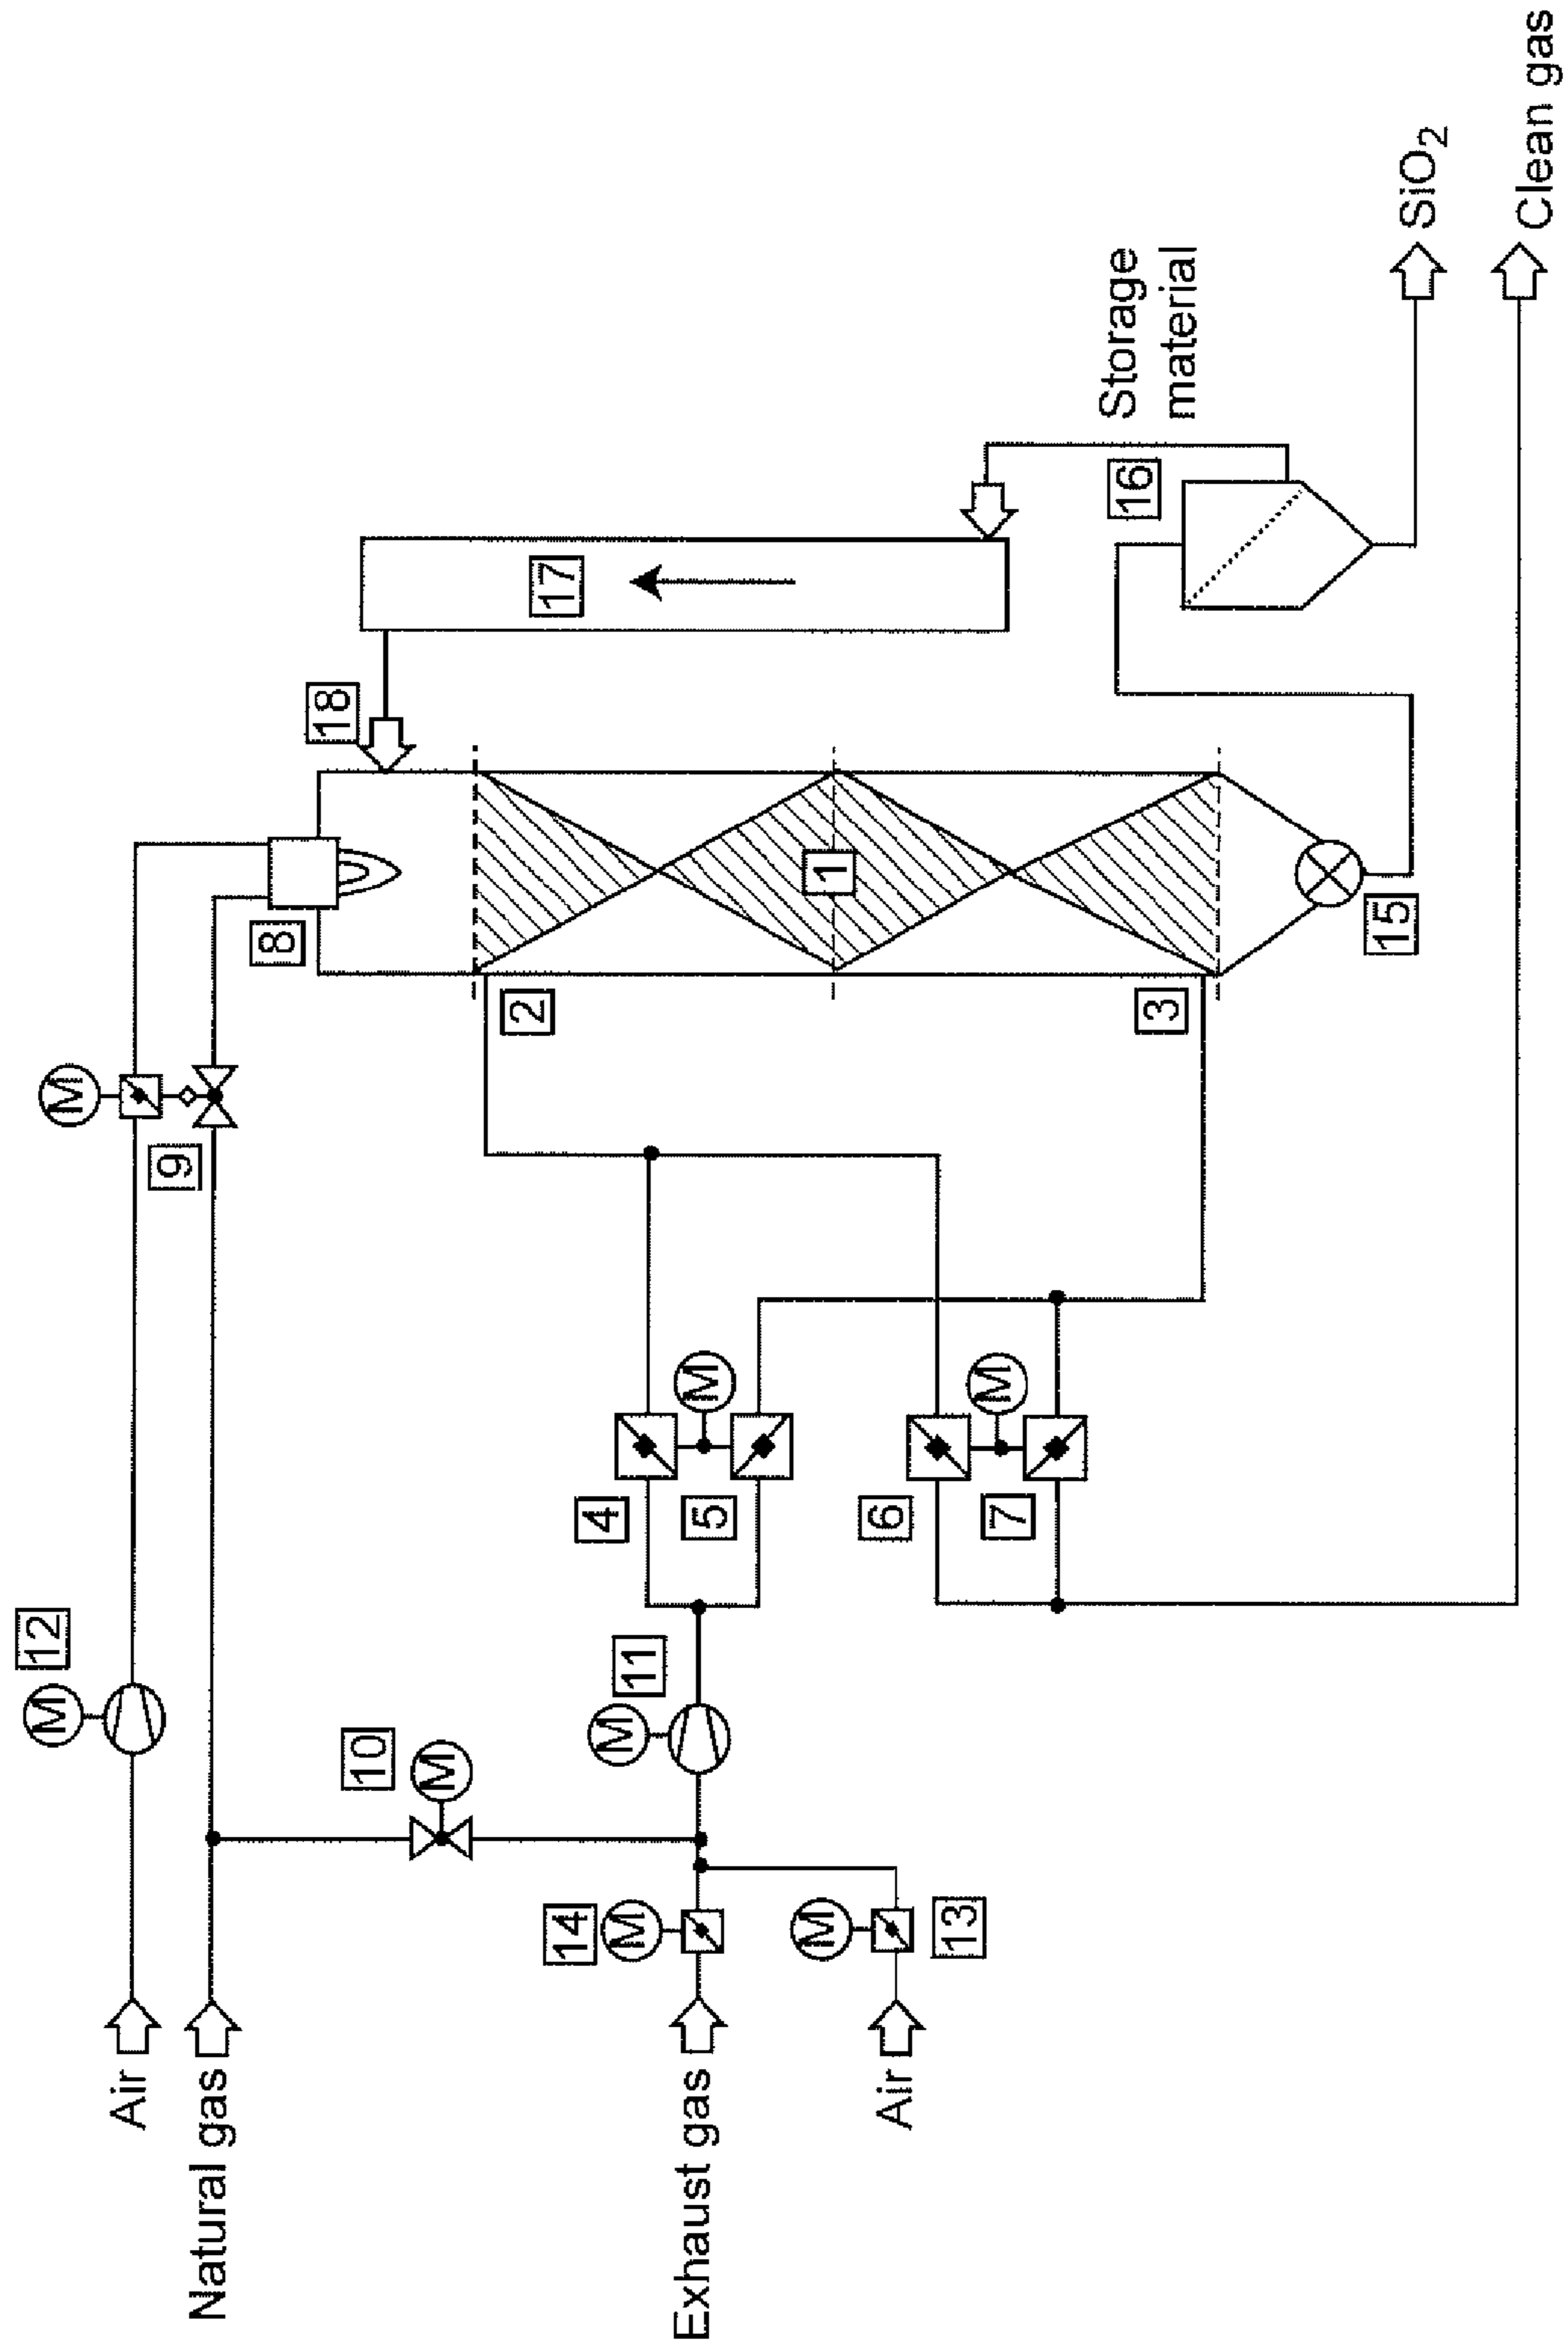 Air
Natural gas
Exhaust gas
Air
M
12
M
9
8
18
10
M
14
M
M
13
M
11
4
5
M
6
7
M
2
3
1
17
15
16
Storage
material
SiO₂
Clean gas